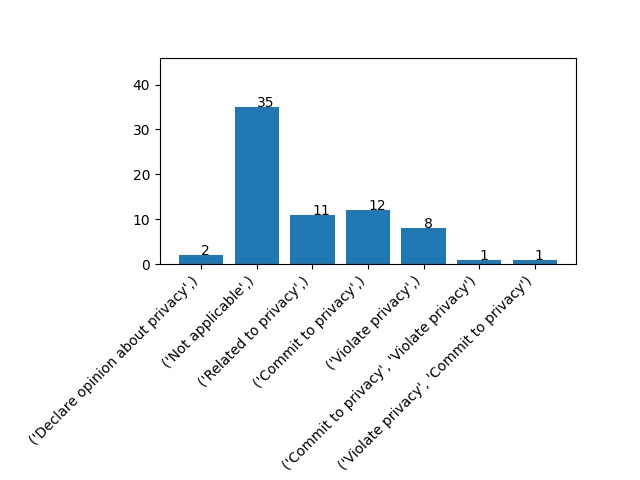 40
30
20
10
0
2
35
11
12
8
1
1
('Declare opinion about privacy',)
('Not applicable',)
('Related to privacy',)
('Commit to privacy',)
('Violate privacy',)
('Commit to privacy', 'Violate privacy')
('Violate privacy', 'Commit to privacy')